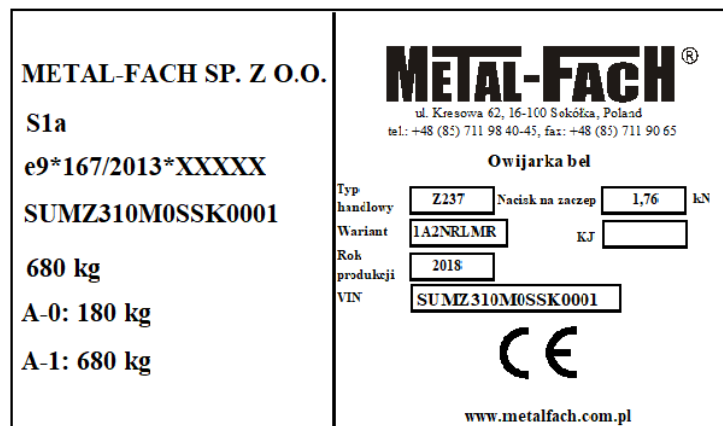 METAL-FACH SP. Z O.O.
S1a
e9*167/2013*XXXXX
SUMZ310M0SSK0001
680 kg
A-0: 180 kg
A-1: 680 kg
METAL-FACH®
ul. Kresowa 62, 16-100 Sokółka, Poland
tel.: +48 (85) 711 98 40-45, fax: +48 (85) 711 90 65
Owijarka bel
Typ handlowy Z237 Nacisk na zaczep 1,76 kN
Wariant 1A2NRLMR KJ
Rok produkcji 2018
VIN SUMZ310M0SSK0001
CE
www.metalfach.com.pl